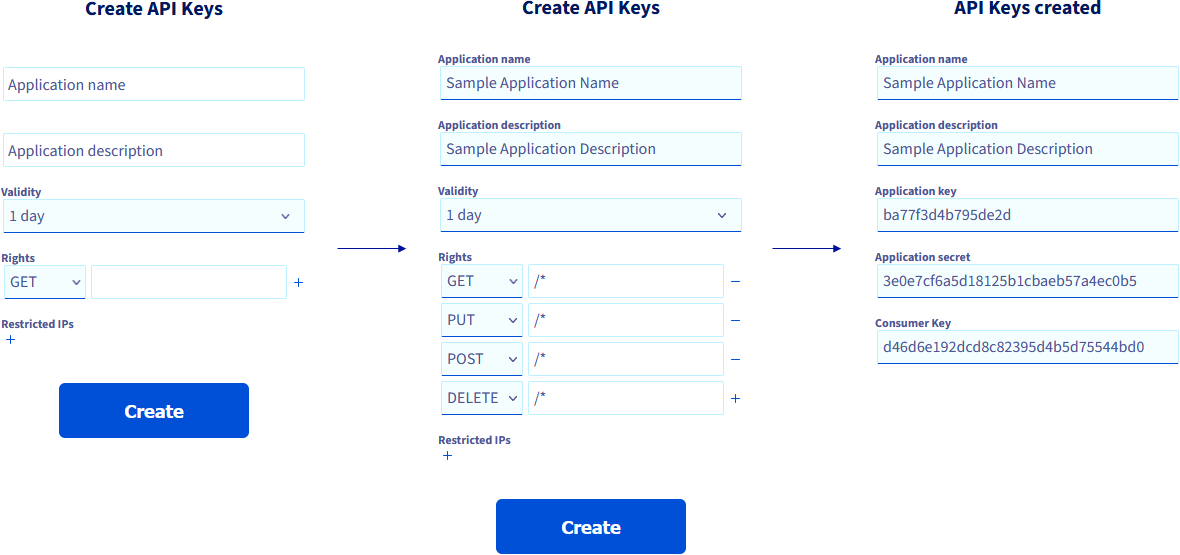 Create API Keys
Application name
Application description
Validity
1 day
Rights
GET
+
Restricted IPs
+
Create
Create API Keys
Application name
Sample Application Name
Application description
Sample Application Description
Validity
1 day
Rights
GET /* −
PUT /* −
POST /* −
DELETE /* +
Restricted IPs
+
Create
API Keys created
Application name
Sample Application Name
Application description
Sample Application Description
Application key
ba77f3d4b795de2d
Application secret
3e0e7cf6a5d18125b1cbaeb57a4ec0b5
Consumer Key
d46d6e192dcd8c82395d4b5d75544bd0